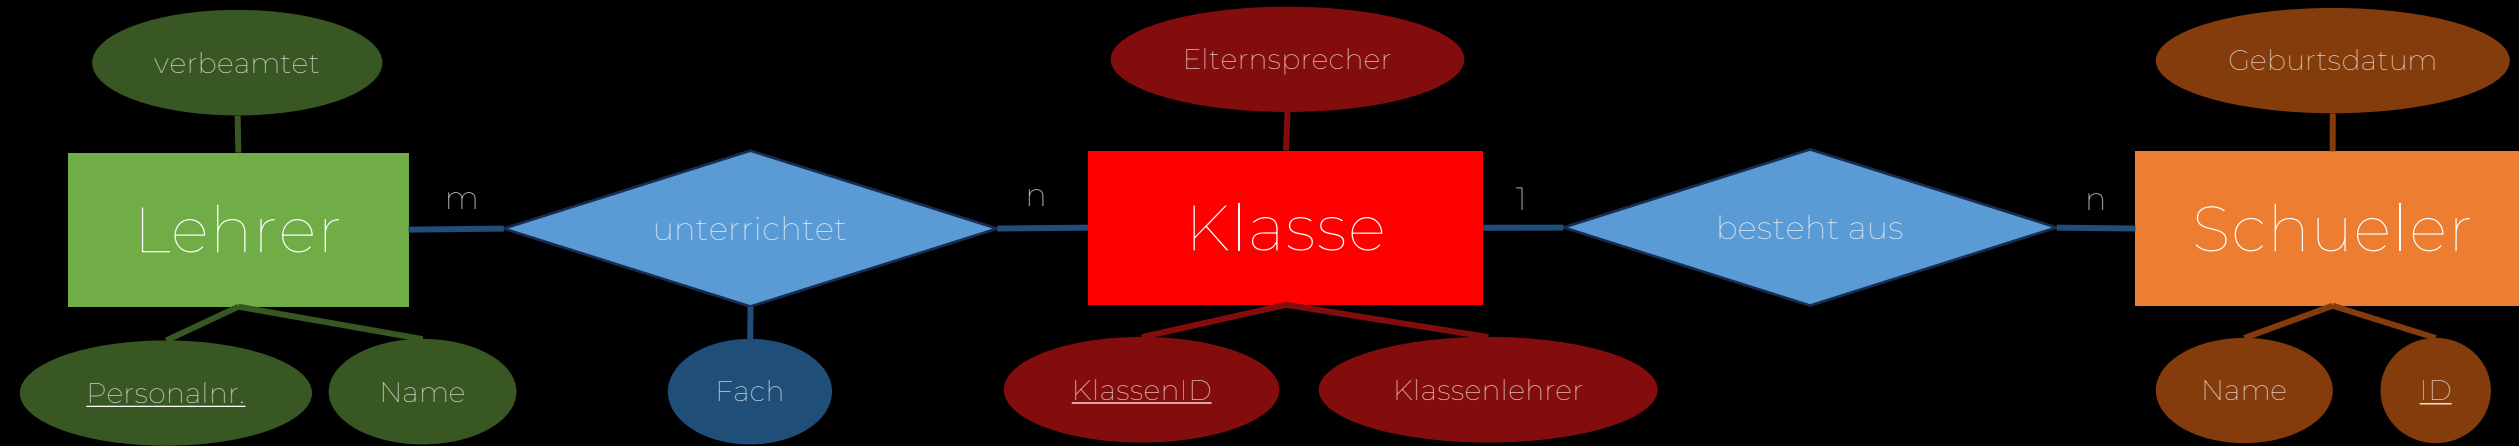 verbeamtet
Elternsprecher
Geburtsdatum
Lehrer
m
unterrichtet
n
Klasse
1
besteht aus
n
Schueler
Personalnr.
Name
Fach
KlassenID
Klassenlehrer
Name
ID